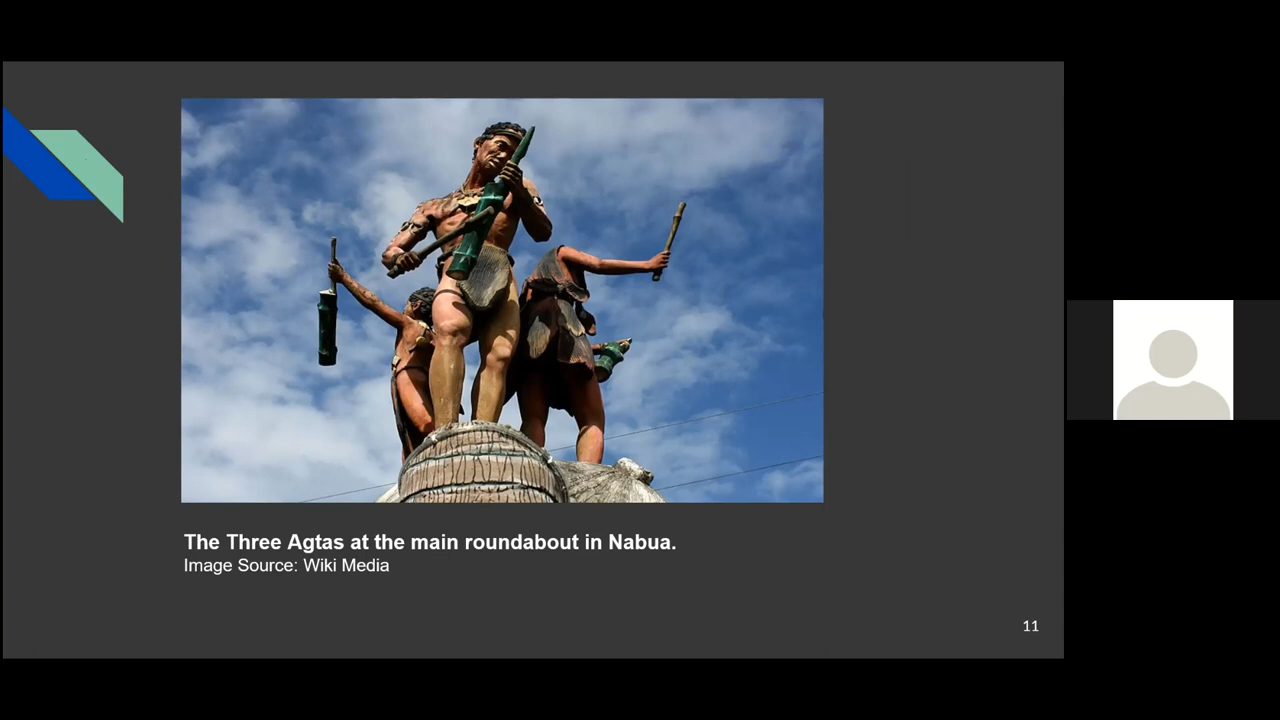 The Three Agtas at the main roundabout in Nabua.
Image Source: Wiki Media
11